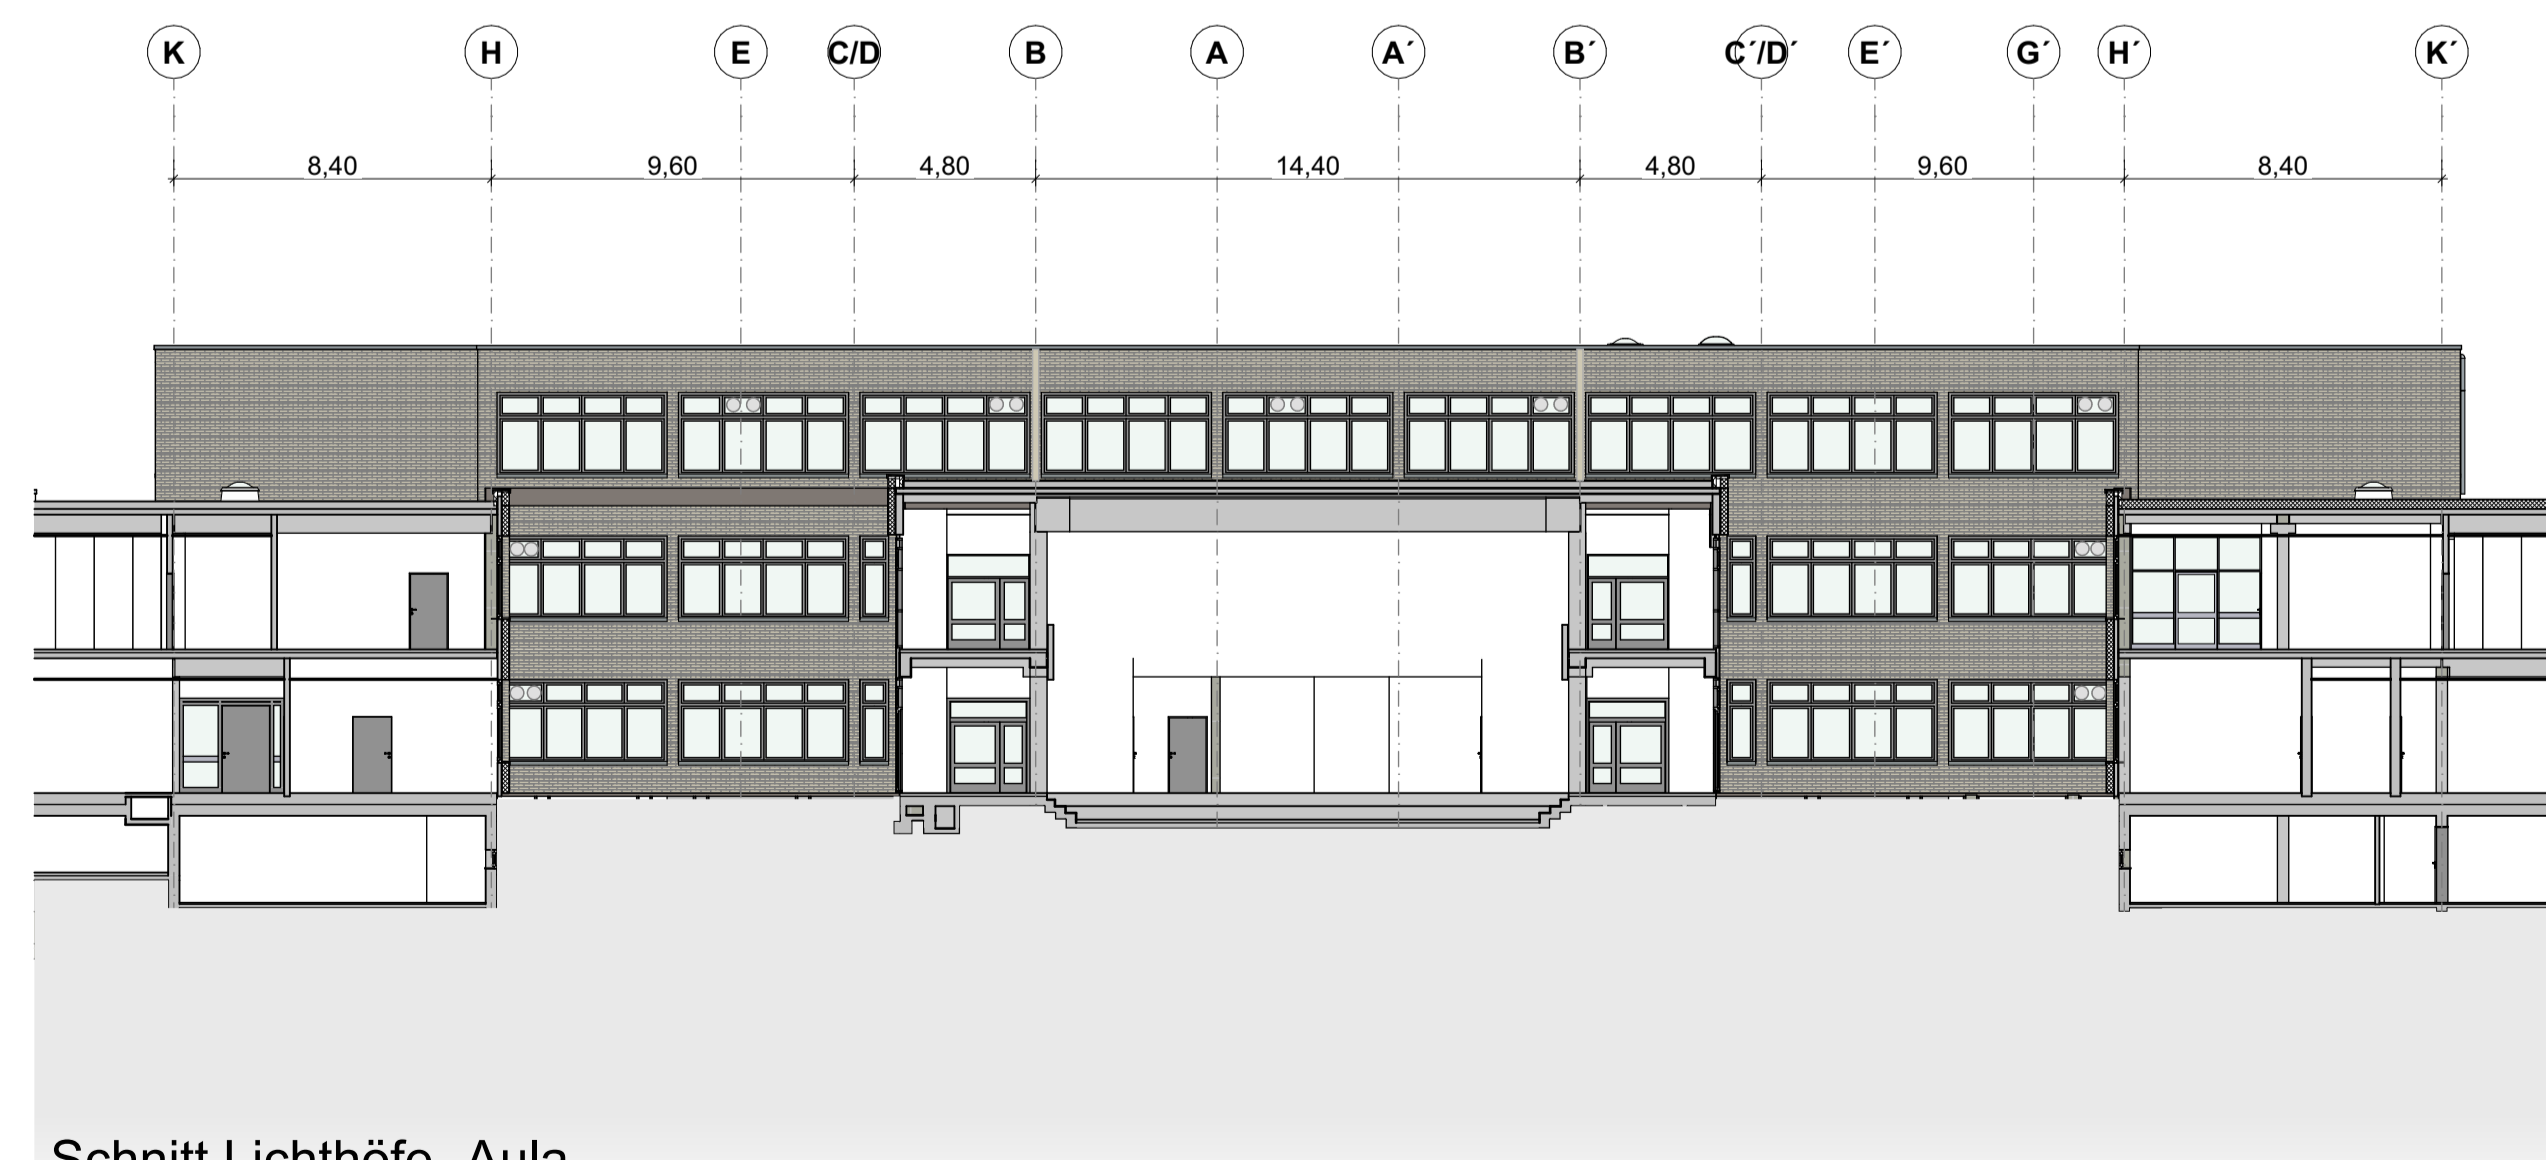 K H E C/D B A A´ B´ C´/D´ E´ G´ H´ K´
8,40 9,60 4,80 14,40 4,80 9,60 8,40
Schnitt Lichthöfe, Aula